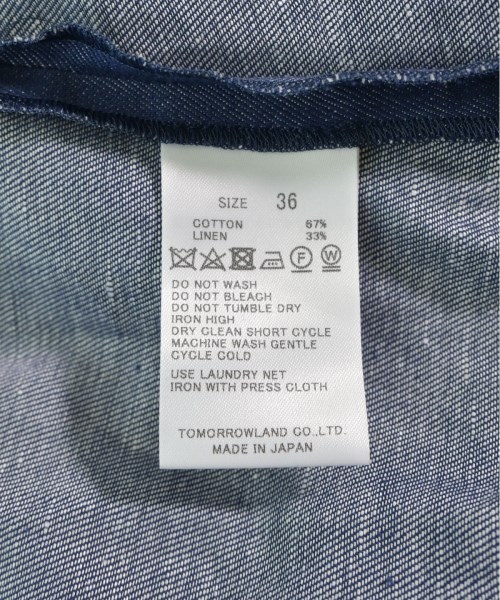 SIZE 36
COTTON 67%
LINEN 33%
F W
DO NOT WASH
DO NOT BLEACH
DO NOT TUMBLE DRY
IRON HIGH
DRY CLEAN SHORT CYCLE
MACHINE WASH GENTLE
CYCLE COLD
USE LAUNDRY NET
IRON WITH PRESS CLOTH
TOMORROWLAND CO.,LTD.
MADE IN JAPAN